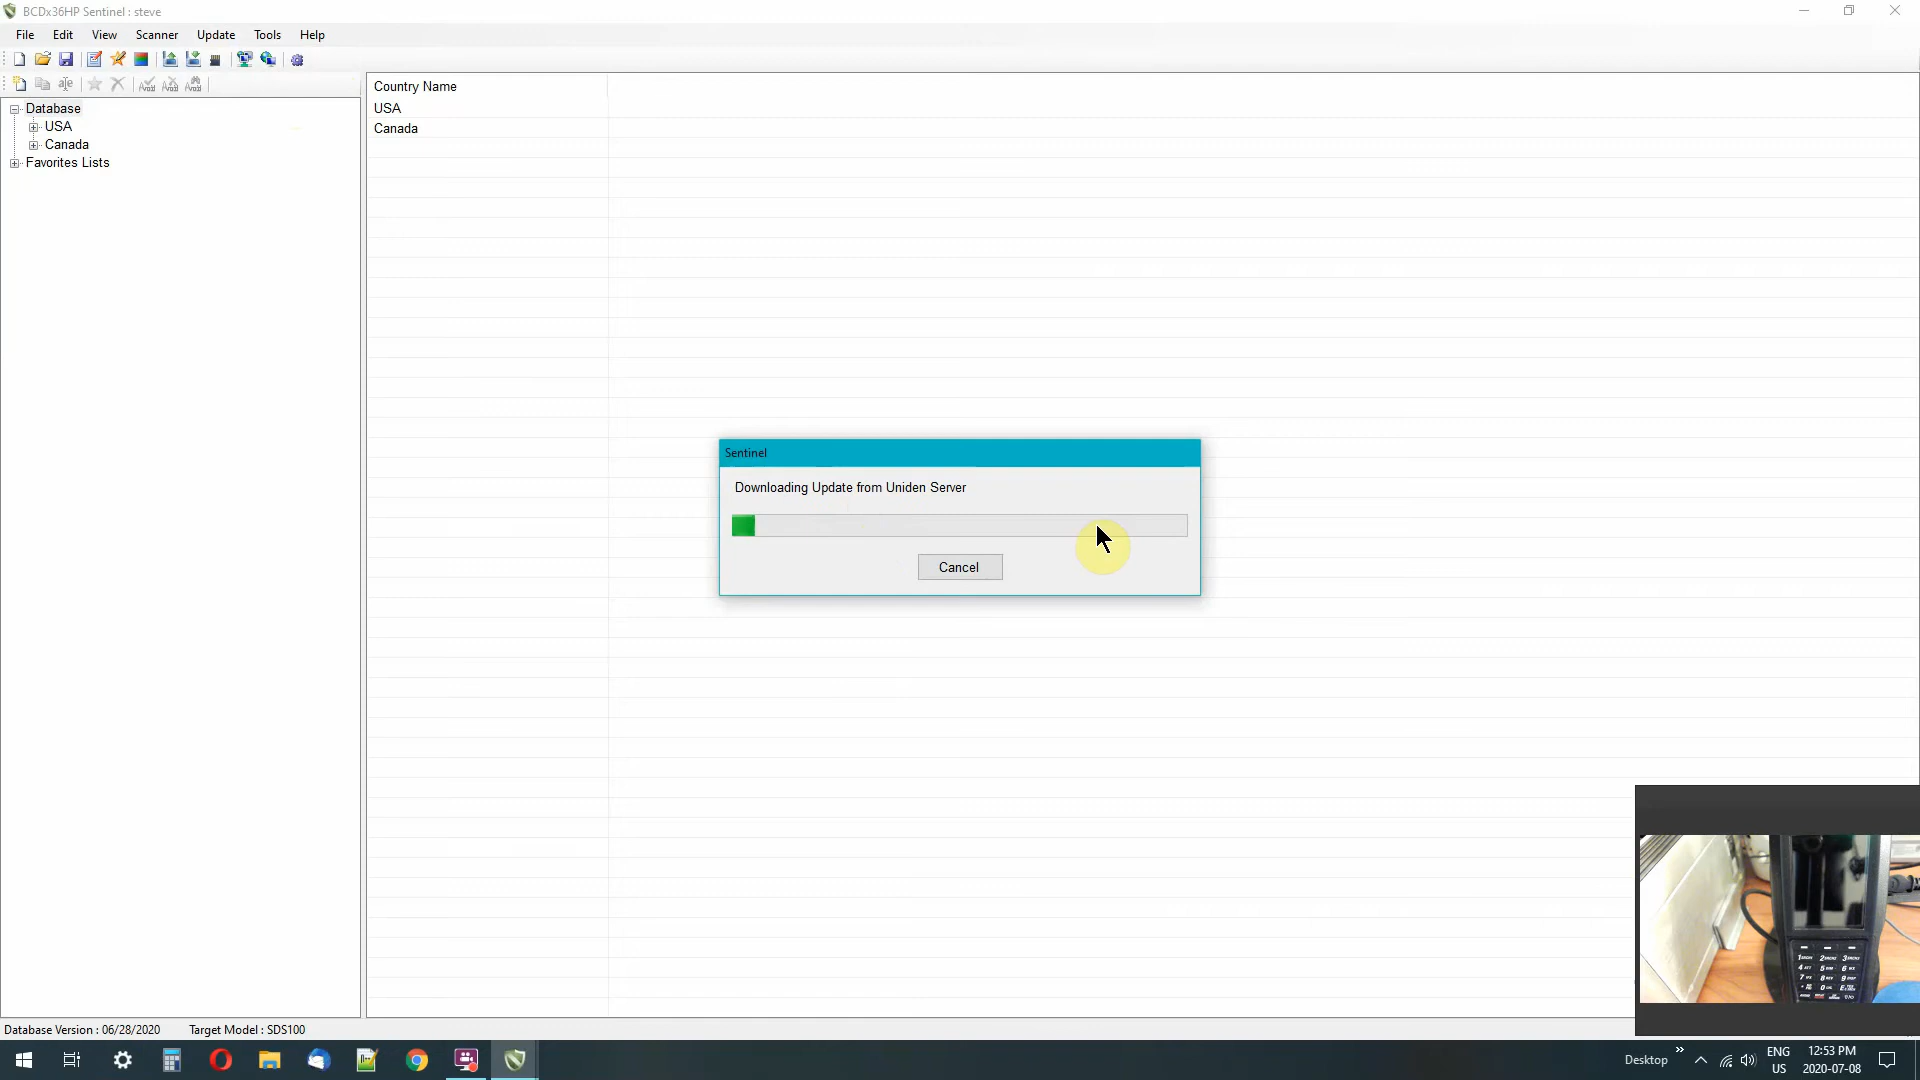 BCDx36HP Sentinel : steve
File Edit View Scanner Update Tools Help
Database
USA
Canada
Favorites Lists
Country Name
USA
Canada
Sentinel
Downloading Update from Uniden Server
Cancel
Database Version : 06/28/2020 Target Model : SDS100
Desktop
ENG
US
12:53 PM
2020-07-08